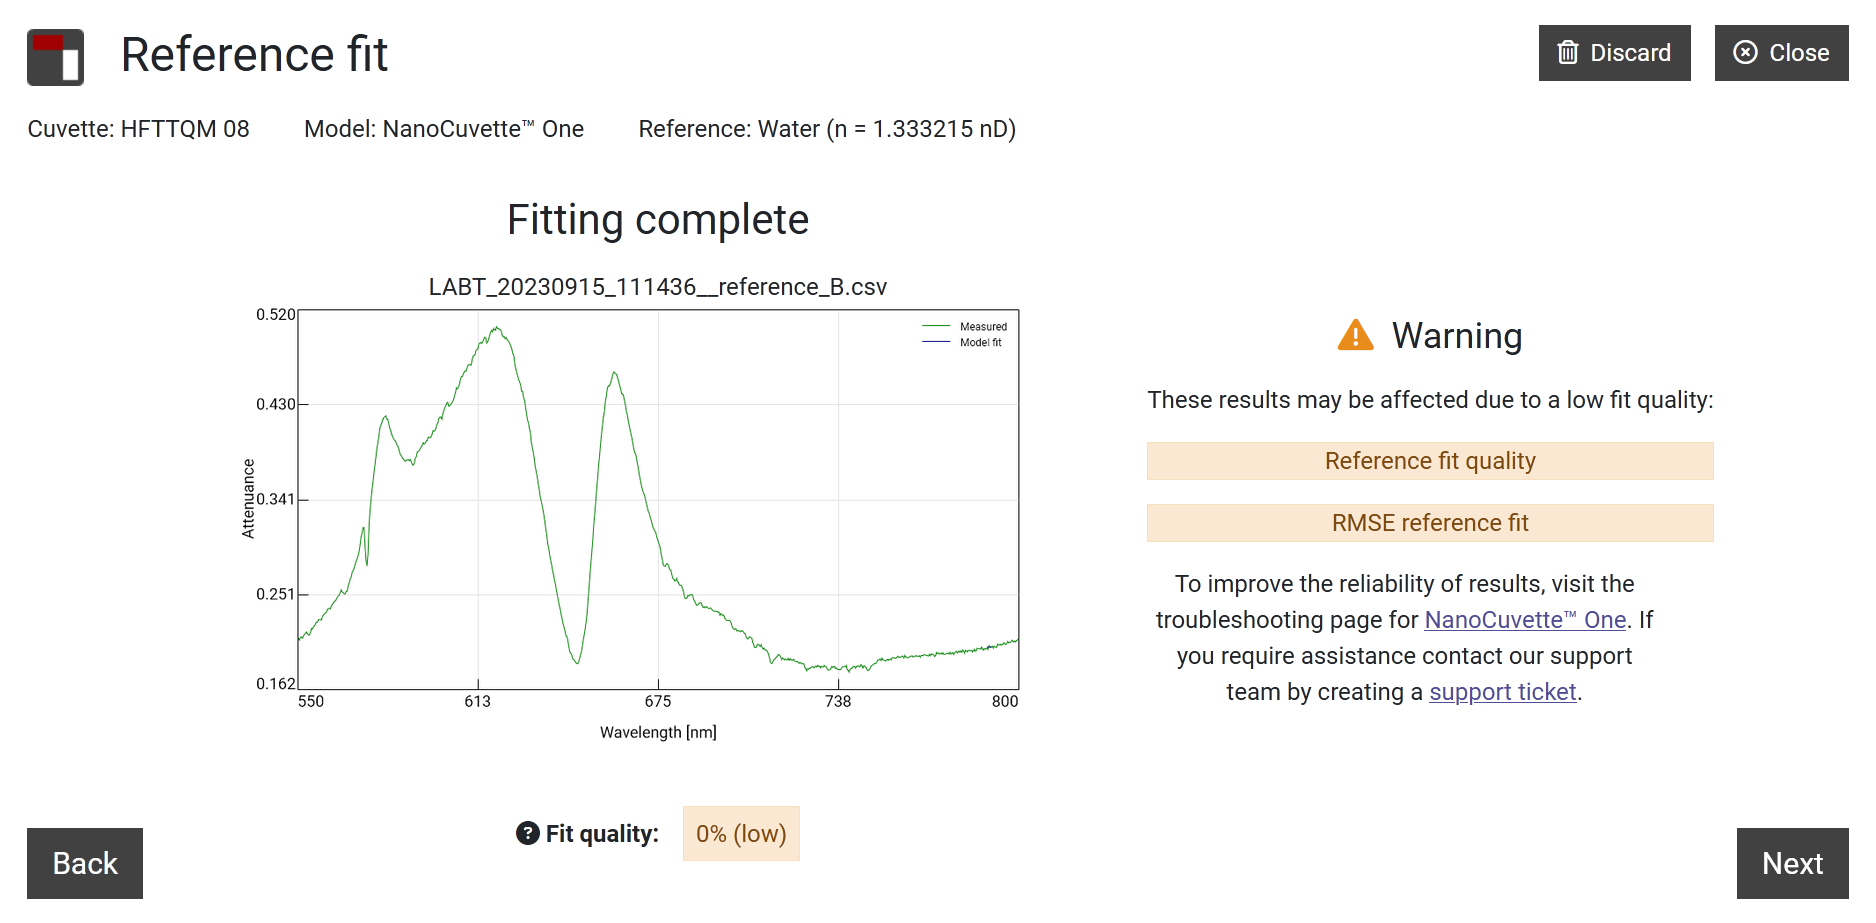 Reference fit
Discard
Close
Cuvette: HFTTQM 08
Model: NanoCuvette™ One
Reference: Water (n = 1.333215 nD)
Fitting complete
LABT_20230915_111436__reference_B.csv
0.520
0.430
0.341
0.251
0.162
Attenuance
Measured
Model fit
550
613
675
738
800
Wavelength [nm]
Fit quality:
0% (low)
Warning
These results may be affected due to a low fit quality:
Reference fit quality
RMSE reference fit
To improve the reliability of results, visit the
troubleshooting page for NanoCuvette™ One. If
you require assistance contact our support
team by creating a support ticket.
Back
Next